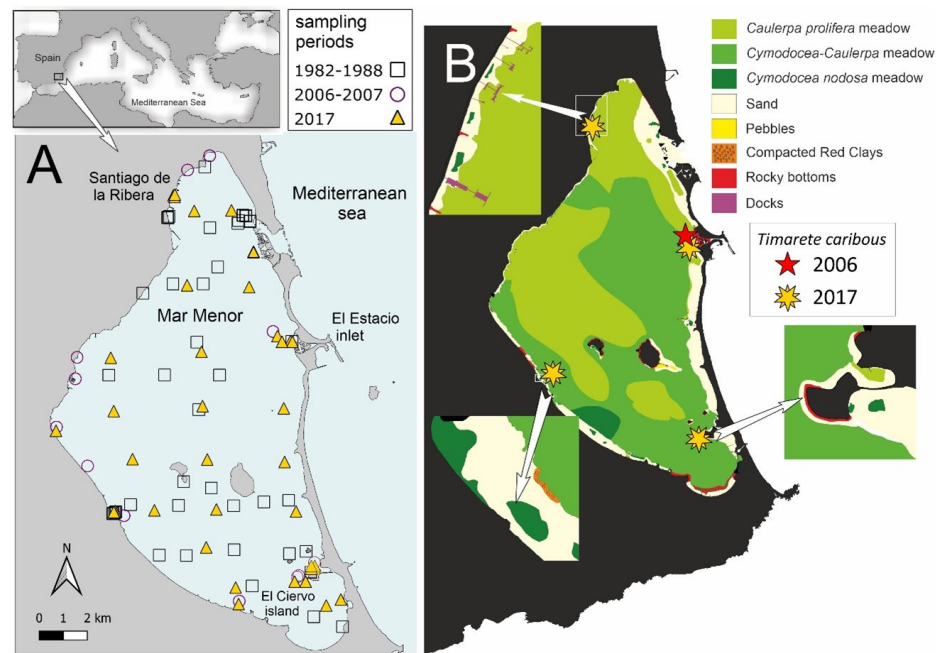 Spain
Mediterranean Sea
sampling
periods
1982-1988
2006-2007
2017
A
Santiago de
la Ribera
Mediterranean
sea
Mar Menor
El Estacio
inlet
N
0 1 2 km
El Ciervo
island
B
Caulerpa prolifera meadow
Cymodocea-Caulerpa meadow
Cymodocea nodosa meadow
Sand
Pebbles
Compacted Red Clays
Rocky bottoms
Docks
Timarete caribous
2006
2017